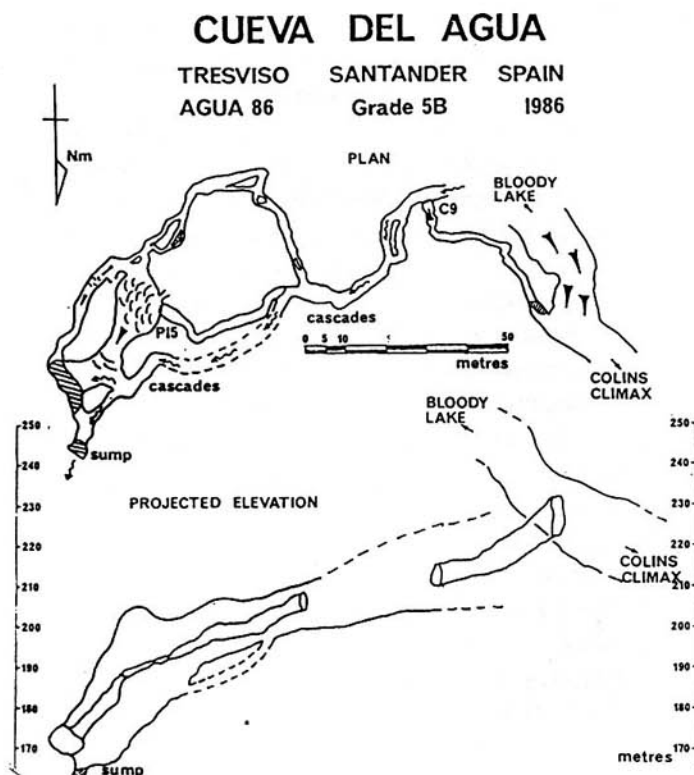 CUEVA DEL AGUA
TRESVISO SANTANDER SPAIN
AGUA 86 Grade 5B 1986
Nm
PLAN
BLOODY
LAKE
C9
P15
cascades
0 5 10 50
metres
cascades
COLINS
CLIMAX
sump
BLOODY
LAKE
PROJECTED ELEVATION
COLINS
CLIMAX
250
240
230
220
210
200
190
180
170
250
240
230
220
210
200
190
180
170
sump
metres